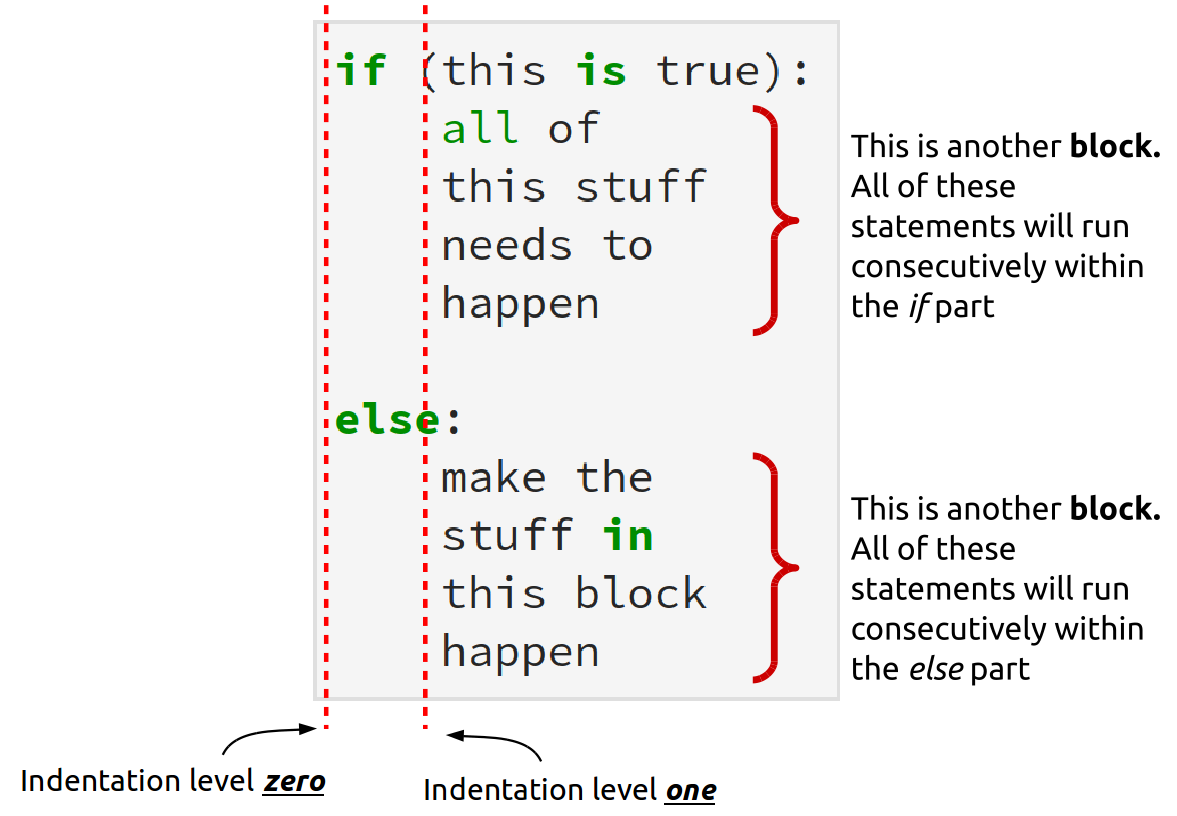 if (this is true):
all of
this stuff
needs to
happen
This is another block.
All of these
statements will run
consecutively within
the if part
else:
make the
stuff in
this block
happen
This is another block.
All of these
statements will run
consecutively within
the else part
Indentation level zero
Indentation level one